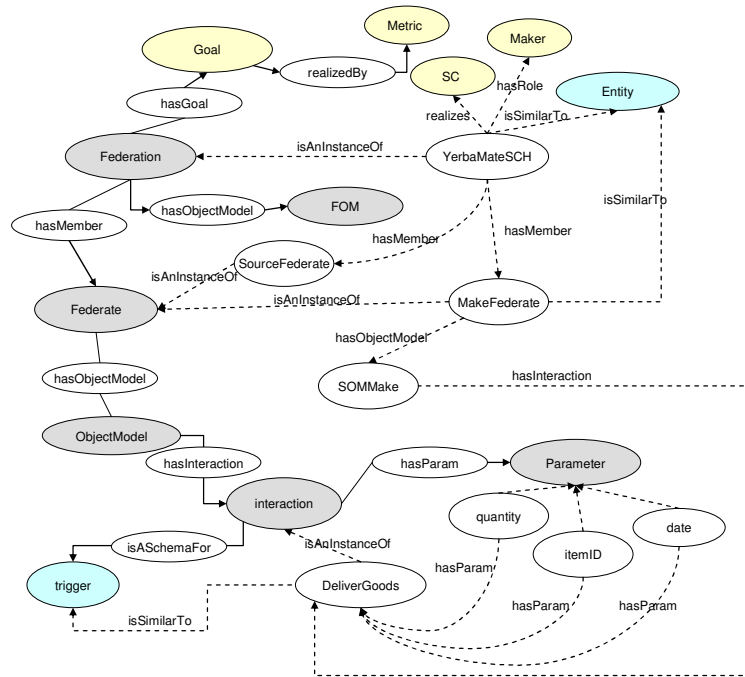 Metric
Goal
Maker
realizedBy
SC
hasRole
Entity
hasGoal
realizes
isSimilarTo
Federation
isAnInstanceOf
YerbaMateSCH
isSimilarTo
hasObjectModel
FOM
hasMember
hasMember
hasMember
SourceFederate
isAnInstanceOf
isAnInstanceOf
Federate
MakeFederate
hasObjectModel
hasObjectModel
SOMMake
hasInteraction
ObjectModel
hasInteraction
hasParam
Parameter
interaction
quantity
date
isASchemaFor
isAnInstanceOf
itemID
hasParam
trigger
DeliverGoods
hasParam
hasParam
isSimilarTo